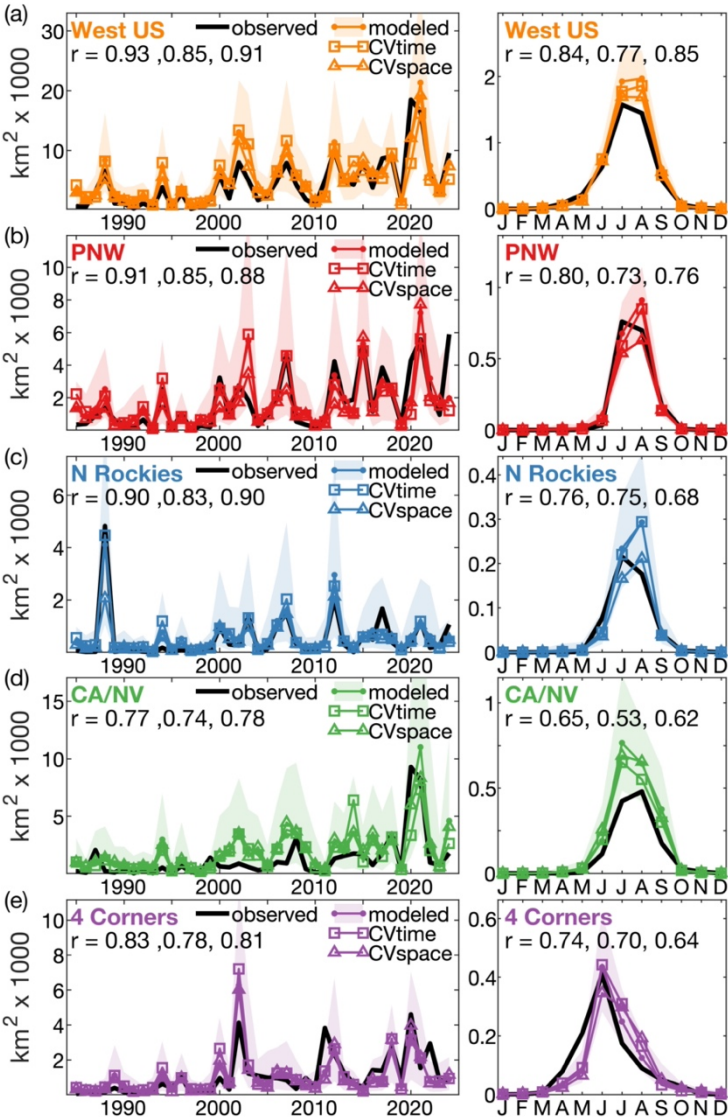 (a)
West US
observed
modeled
CVtime
CVspace
r = 0.93 ,0.85, 0.91
km² x 1000
30
20
10
1990 2000 2010 2020
r = 0.84, 0.77, 0.85
2
1
0
J F M A M J J A S O N D
(b)
PNW
observed
modeled
CVtime
CVspace
r = 0.91 ,0.85, 0.88
km² x 1000
10
8
6
4
2
1990 2000 2010 2020
PNW
r = 0.80, 0.73, 0.76
1
0.5
0
J F M A M J J A S O N D
(c)
N Rockies
observed
modeled
CVtime
CVspace
r = 0.90 ,0.83, 0.90
km² x 1000
6
4
2
1990 2000 2010 2020
N Rockies
r = 0.76, 0.75, 0.68
0.4
0.3
0.2
0.1
0
J F M A M J J A S O N D
(d)
CA/NV
observed
modeled
CVtime
CVspace
r = 0.77 ,0.74, 0.78
km² x 1000
15
10
5
1990 2000 2010 2020
CA/NV
r = 0.65, 0.53, 0.62
1
0.5
0
J F M A M J J A S O N D
(e)
4 Corners
observed
modeled
CVtime
CVspace
r = 0.83 ,0.78, 0.81
km² x 1000
10
8
6
4
2
1990 2000 2010 2020
4 Corners
r = 0.74, 0.70, 0.64
0.6
0.4
0.2
0
J F M A M J J A S O N D